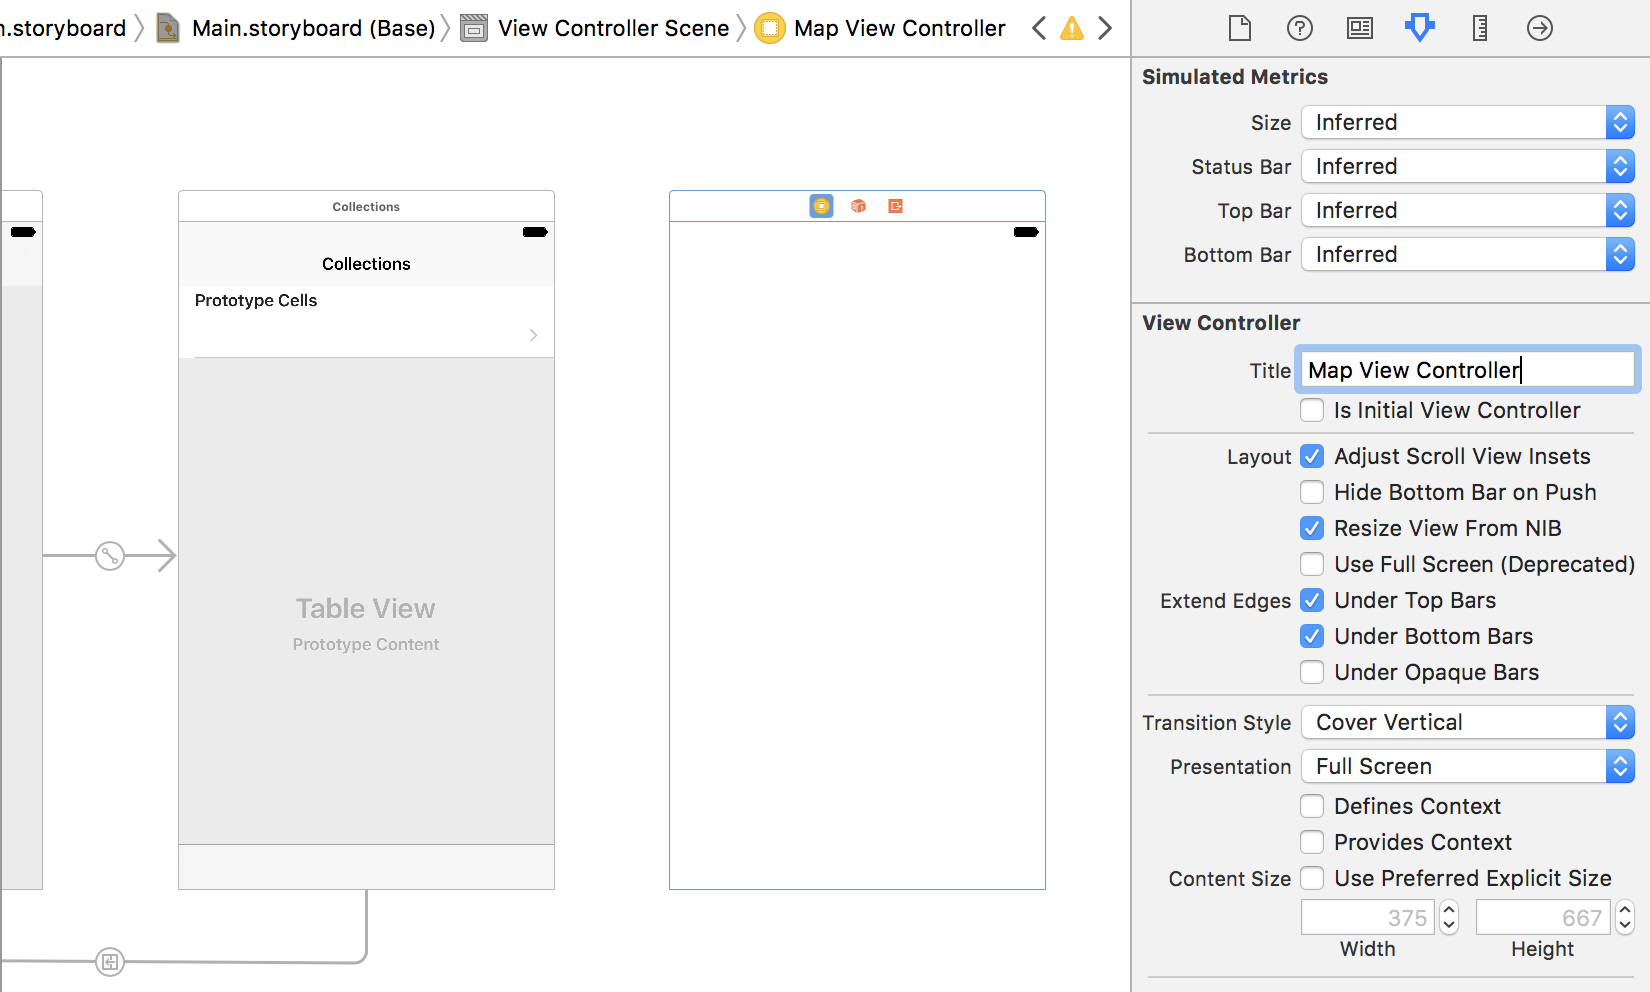 n.storyboard Main.storyboard (Base) View Controller Scene Map View Controller
Collections
Collections
Prototype Cells
Table View
Prototype Content
Simulated Metrics
Size Inferred
Status Bar Inferred
Top Bar Inferred
Bottom Bar Inferred
View Controller
Title Map View Controller
Is Initial View Controller
Layout Adjust Scroll View Insets
Hide Bottom Bar on Push
Resize View From NIB
Use Full Screen (Deprecated)
Extend Edges Under Top Bars
Under Bottom Bars
Under Opaque Bars
Transition Style Cover Vertical
Presentation Full Screen
Defines Context
Provides Context
Content Size Use Preferred Explicit Size
375 667
Width Height